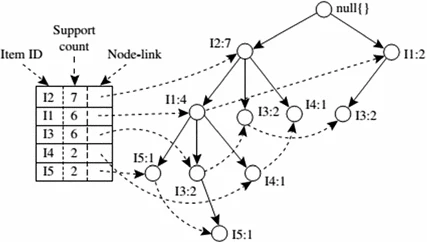 null{}
Support
count
Item ID
Node-link
I2:7
I1:2
I2 7
I1 6
I3 6
I4 2
I5 2
I1:4
I3:2
I4:1
I3:2
I5:1
I3:2
I4:1
I5:1